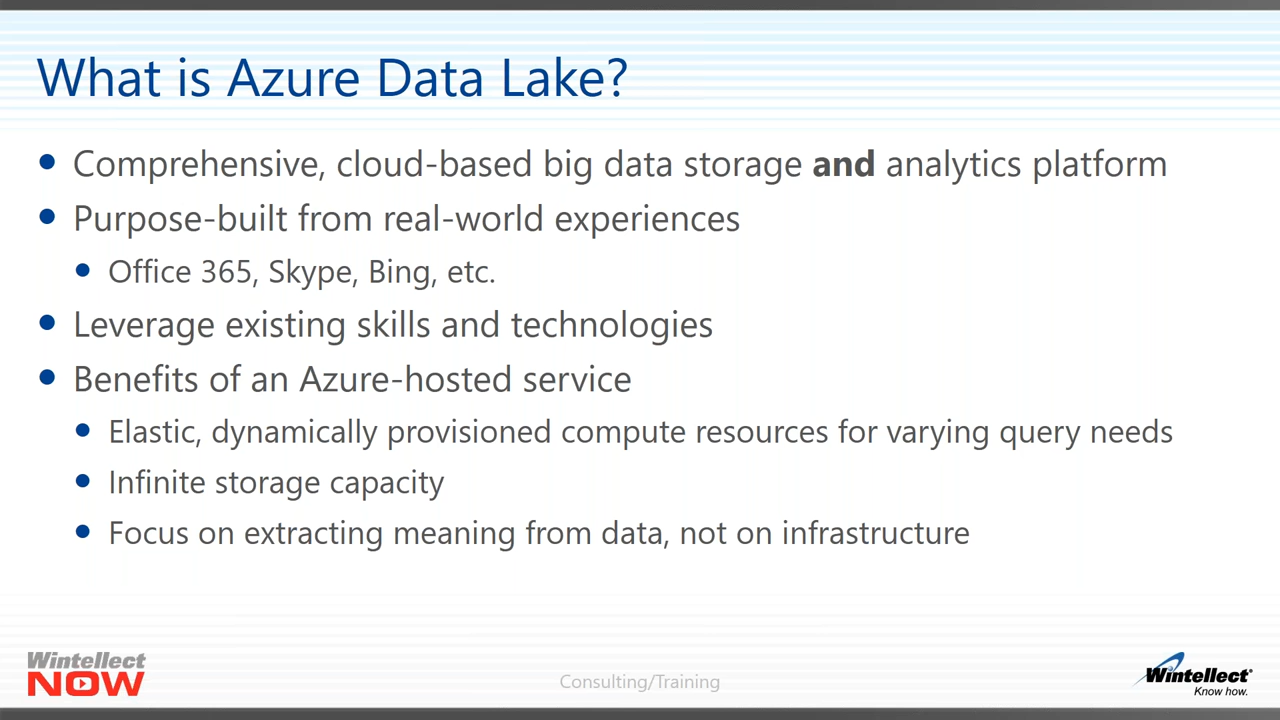 What is Azure Data Lake?
Comprehensive, cloud-based big data storage and analytics platform
Purpose-built from real-world experiences
Office 365, Skype, Bing, etc.
Leverage existing skills and technologies
Benefits of an Azure-hosted service
Elastic, dynamically provisioned compute resources for varying query needs
Infinite storage capacity
Focus on extracting meaning from data, not on infrastructure
Wintellect
NOW
Consulting/Training
Wintellect
Know how.